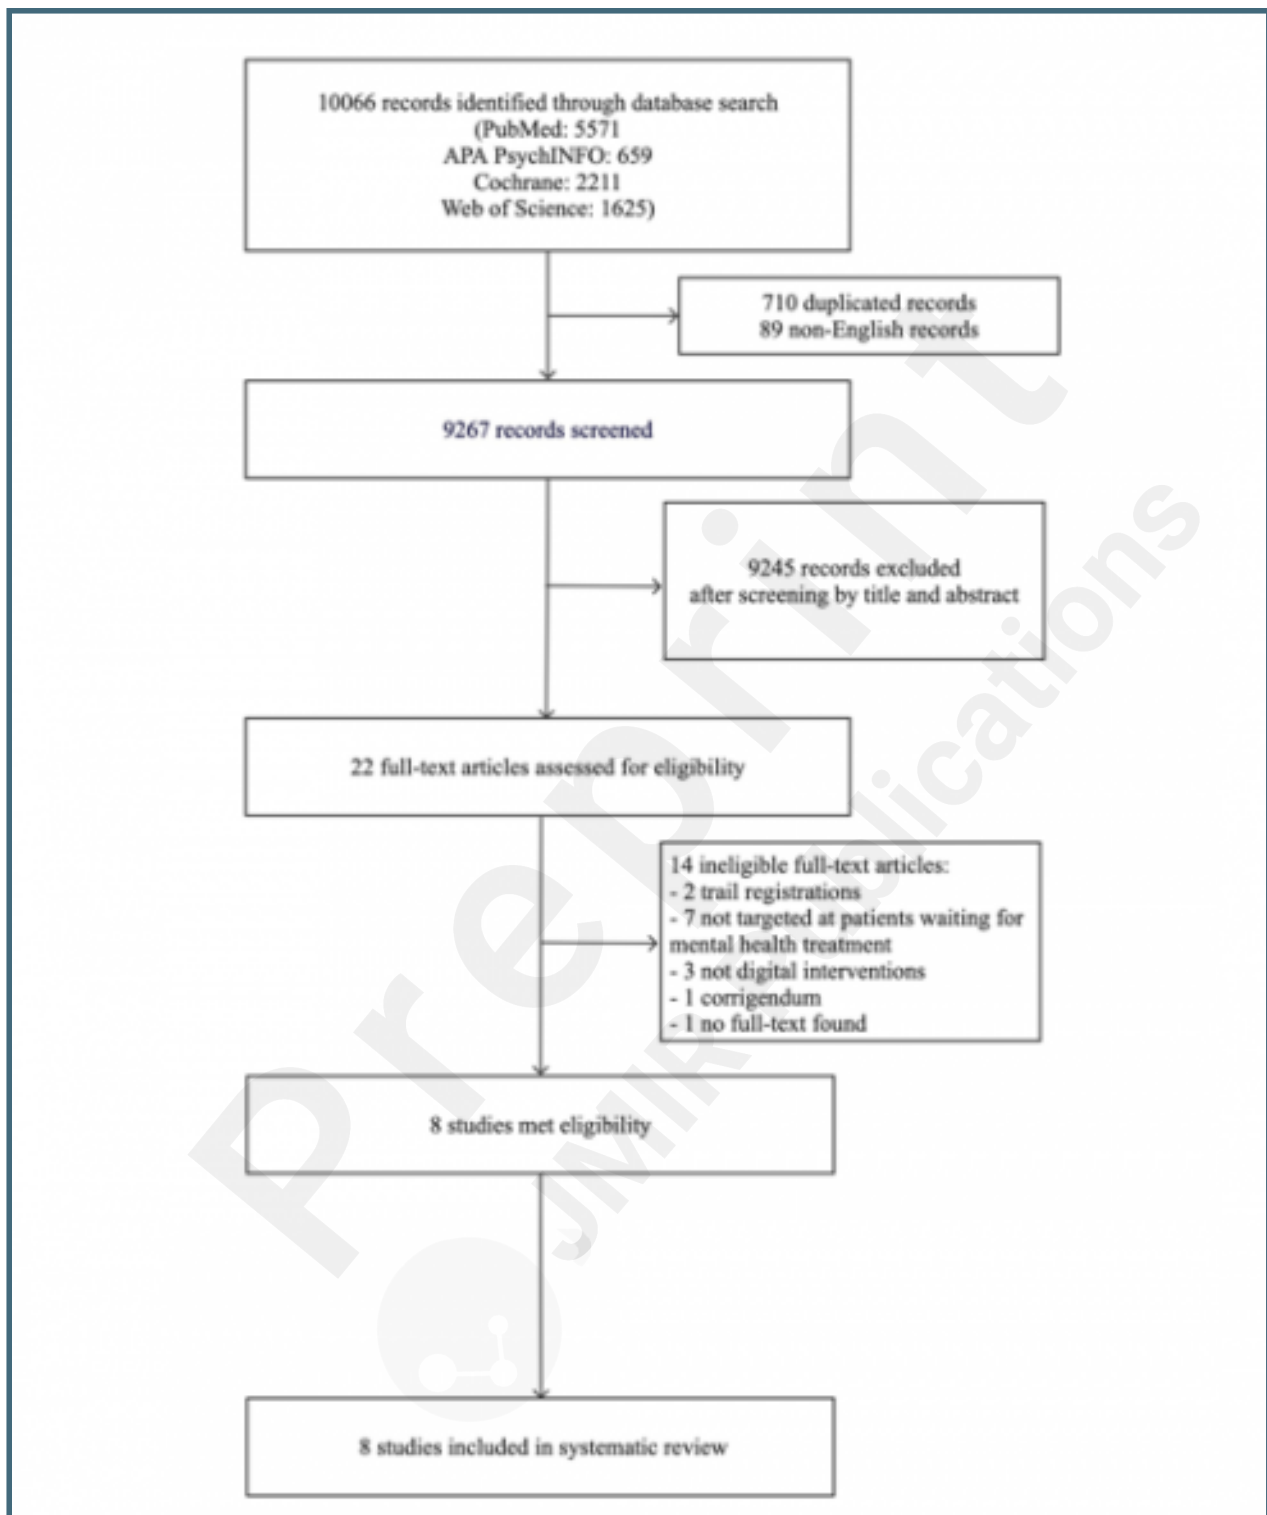 10066 records identified through database search
(PubMed: 5571
APA PsychINFO: 659
Cochrane: 2211
Web of Science: 1625)
710 duplicated records
89 non-English records
9267 records screened
9245 records excluded
after screening by title and abstract
22 full-text articles assessed for eligibility
14 ineligible full-text articles:
- 2 trail registrations
- 7 not targeted at patients waiting for
mental health treatment
- 3 not digital interventions
- 1 corrigendum
- 1 no full-text found
8 studies met eligibility
8 studies included in systematic review
Preprint
JMIR Publications